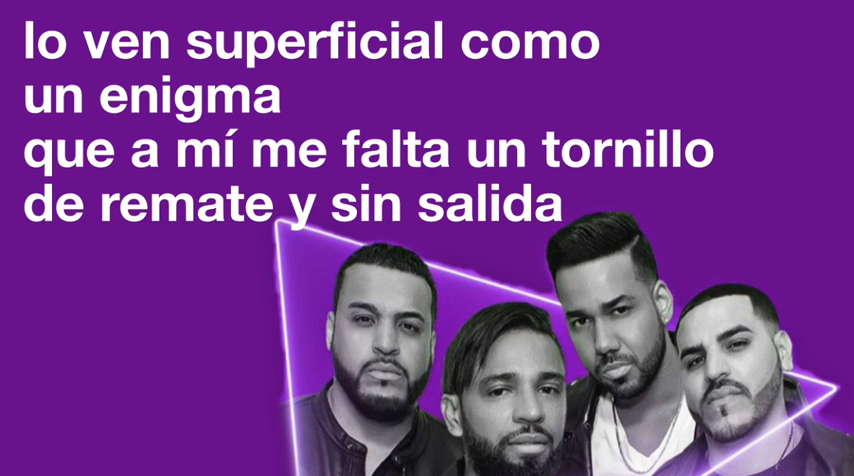 lo ven superficial como
un enigma
que a mí me falta un tornillo
de remate y sin salida